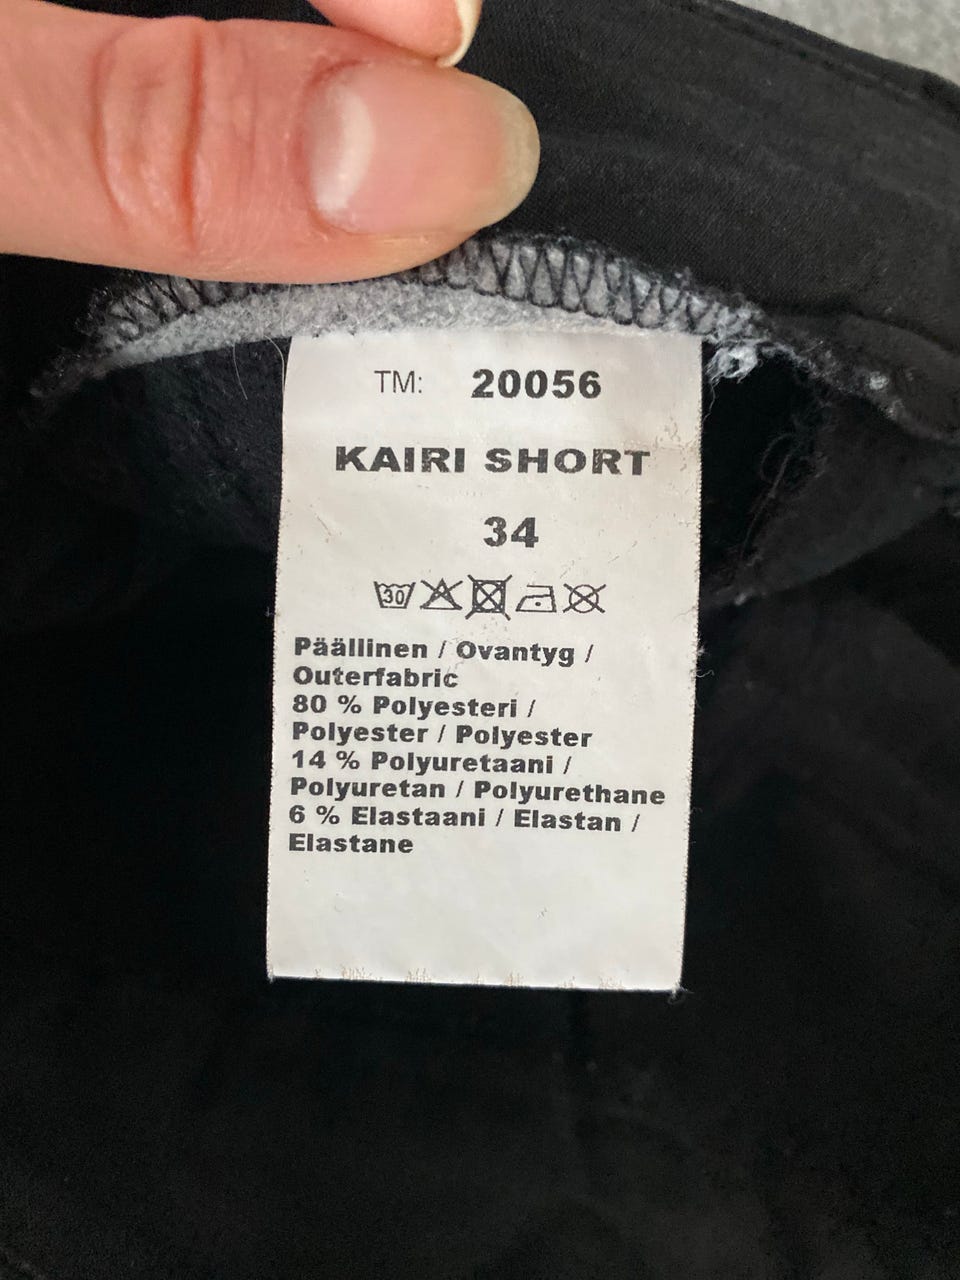 TM: 20056
KAIRI SHORT
34
30
Päällinen / Ovantyg /
Outerfabric
80 % Polyesteri /
Polyester / Polyester
14 % Polyuretaani /
Polyuretan / Polyurethane
6 % Elastaani / Elastan /
Elastane